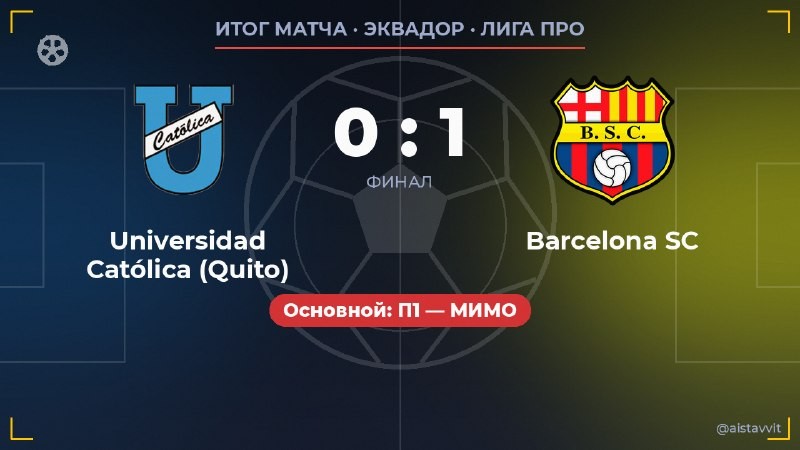 ИТОГ МАТЧА · ЭКВАДОР · ЛИГА ПРО
Católica
0 : 1
B. S. C.
ФИНАЛ
Universidad
Católica (Quito)
Barcelona SC
Основной: П1 — МИМО
@aistavvit